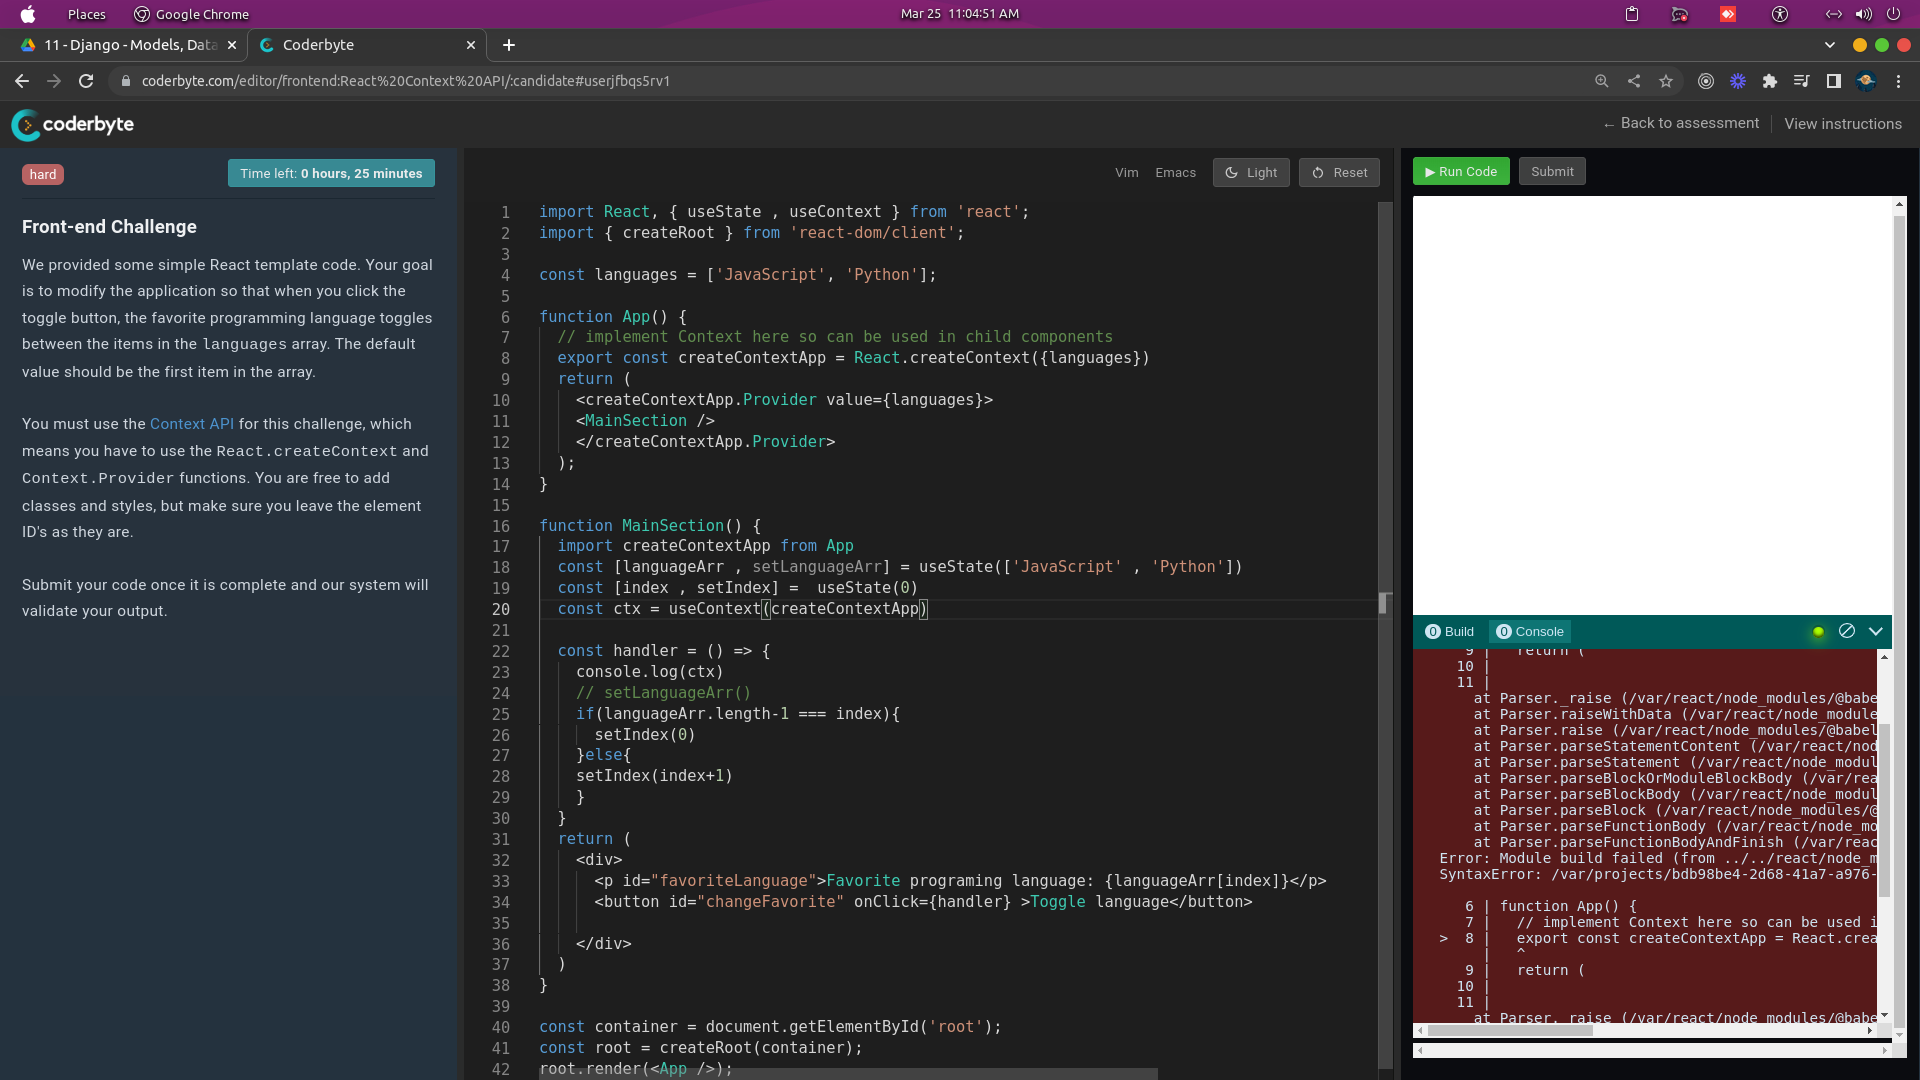 Places
Google Chrome
Mar 25 11:04:51 AM
11 - Django - Models, Data
Coderbyte
coderbyte.com/editor/frontend:React%20Context%20API/:candidate#userjfbqs5rv1
coderbyte
← Back to assessment
View instructions
hard
Time left: 0 hours, 25 minutes
Front-end Challenge
We provided some simple React template code. Your goal
is to modify the application so that when you click the
toggle button, the favorite programming language toggles
between the items in the languages array. The default
value should be the first item in the array.
You must use the Context API for this challenge, which
means you have to use the React.createContext and
Context.Provider functions. You are free to add
classes and styles, but make sure you leave the element
ID's as they are.
Submit your code once it is complete and our system will
validate your output.
Vim
Emacs
Light
Reset
1 import React, { useState , useContext } from 'react';
2 import { createRoot } from 'react-dom/client';
3
4 const languages = ['JavaScript', 'Python'];
5
6 function App() {
7 // implement Context here so can be used in child components
8 export const createContextApp = React.createContext({languages})
9 return (
10 <createContextApp.Provider value={languages}>
11 <MainSection />
12 </createContextApp.Provider>
13 );
14 }
15
16 function MainSection() {
17 import createContextApp from App
18 const [languageArr , setLanguageArr] = useState(['JavaScript' , 'Python'])
19 const [index , setIndex] =  useState(0)
20 const ctx = useContext(createContextApp)
21
22 const handler = () => {
23 console.log(ctx)
24 // setLanguageArr()
25 if(languageArr.length-1 === index){
26 setIndex(0)
27 }else{
28 setIndex(index+1)
29 }
30 }
31 return (
32 <div>
33 <p id="favoriteLanguage">Favorite programing language: {languageArr[index]}</p>
34 <button id="changeFavorite" onClick={handler} >Toggle language</button>
35
36 </div>
37 )
38 }
39
40 const container = document.getElementById('root');
41 const root = createRoot(container);
42 root.render(<App />);
▶ Run Code
Submit
0 Build
0 Console
9 | return (
10 |
11 |
at Parser._raise (/var/react/node_modules/@babe
at Parser.raiseWithData (/var/react/node_module
at Parser.raise (/var/react/node_modules/@babel
at Parser.parseStatementContent (/var/react/nod
at Parser.parseStatement (/var/react/node_modul
at Parser.parseBlockOrModuleBlockBody (/var/rea
at Parser.parseBlockBody (/var/react/node_modul
at Parser.parseBlock (/var/react/node_modules/@
at Parser.parseFunctionBody (/var/react/node_mo
at Parser.parseFunctionBodyAndFinish (/var/reac
Error: Module build failed (from ../../react/node_m
SyntaxError: /var/projects/bdb98be4-2d68-41a7-a976-
6 | function App() {
7 | // implement Context here so can be used i
> 8 | export const createContextApp = React.crea
| ^
9 | return (
10 |
11 |
at Parser._raise (/var/react/node_modules/@babe